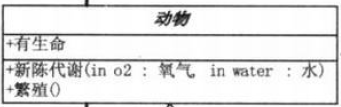 动物
+有生命
+新陈代谢(in o2 : 氧气, in water : 水)
+繁殖()